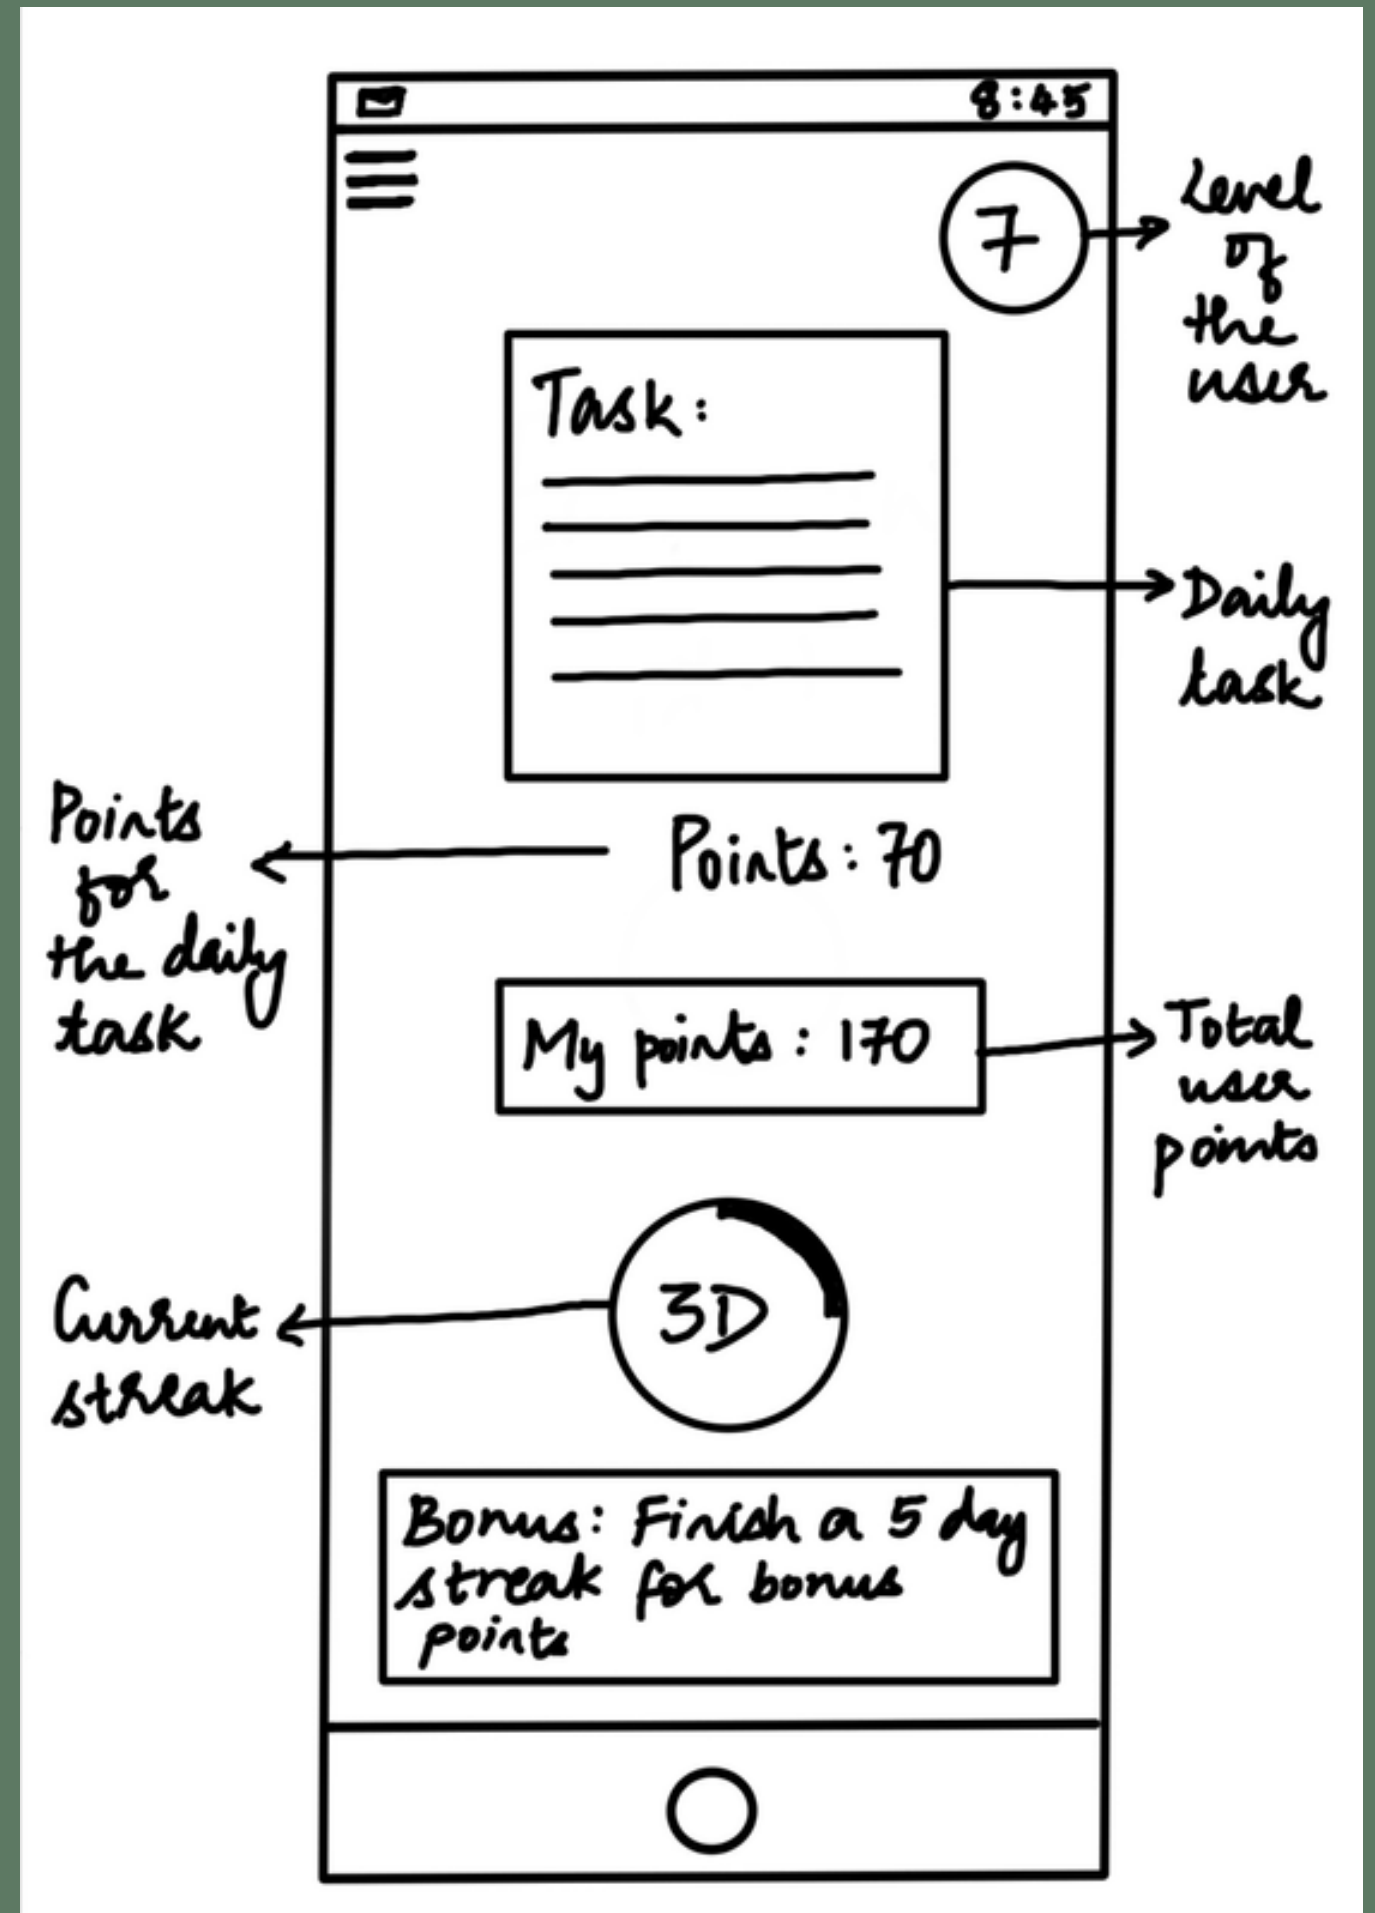 8:45
7
Level
of
the
user
Task:
Daily
task
Points
for
the daily
task
Points: 70
My points: 170
Total
user
points
3D
Current
streak
Bonus: Finish a 5 day
streak for bonus
points